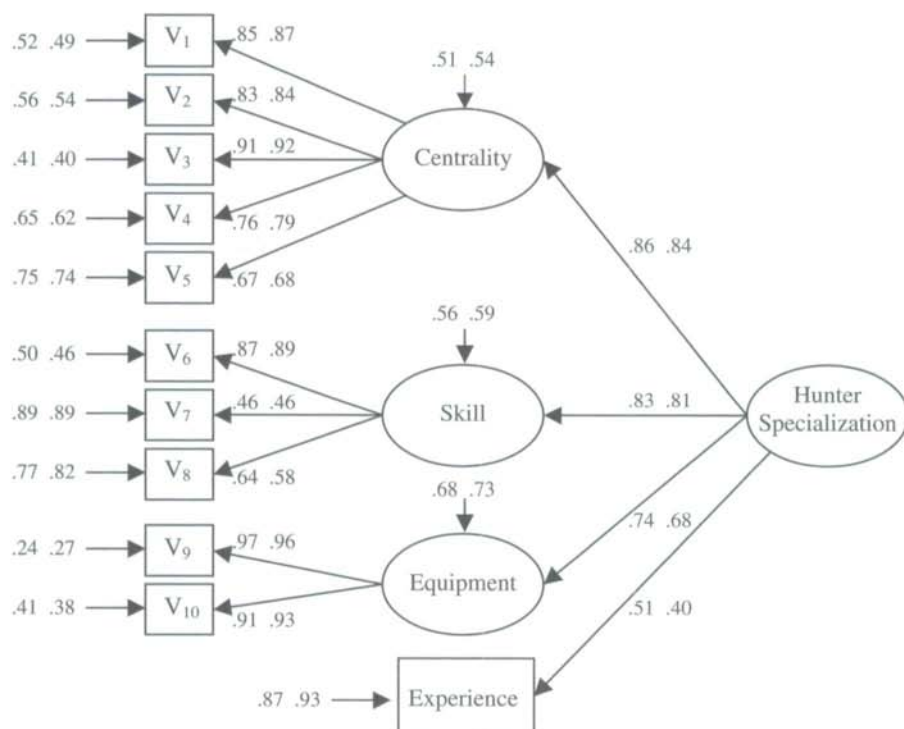 .52 .49 V1 .85 .87
.51 .54
.56 .54 V2 .83 .84
.41 .40 V3 .91 .92 Centrality
.65 .62 V4 .76 .79
.86 .84
.75 .74 V5 .67 .68
.56 .59
.50 .46 V6 .87 .89
.89 .89 V7 .46 .46 Skill .83 .81 Hunter
Specialization
.77 .82 V8 .64 .58
.68 .73
.74 .68
.24 .27 V9 .97 .96
Equipment
.41 .38 V10 .91 .93
.51 .40
.87 .93 Experience